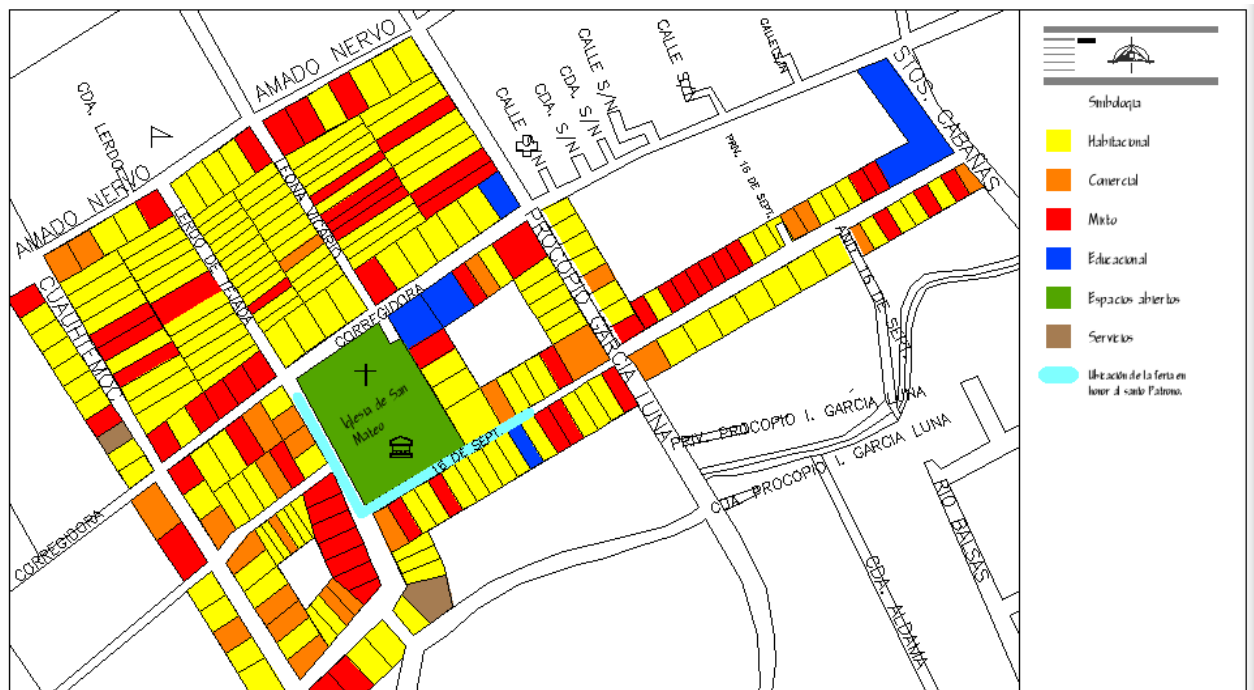 AMADO NERVO
AMADO NERVO
CDA. LERDO
CALLE S/N
CDA. S/N
CDA. S/N
CALLE S/N
CALLE S/N
CALLE S/N
STOS. CABAÑAS
PRIV. 16 DE SEPT.
LEONA VICARIO
LERDO DE TEJADA
CUAUHTEMOC
CORREGIDORA
CORREGIDORA
PROCOPIO GARCIA LUNA
AND. 16 DE SEPT.
16 DE SEPT.
Iglesia de San
Mateo
PRIV. PROCOPIO I. GARCÍA LUNA
CDA. PROCOPIO I. GARCIA LUNA
RIO BALSAS
CDA. ALDAMA
Simbología
Habitacional
Comercial
Mixto
Educacional
Espacios abiertos
Servicios
Ubicación de la feria en
honor al santo Patrono.